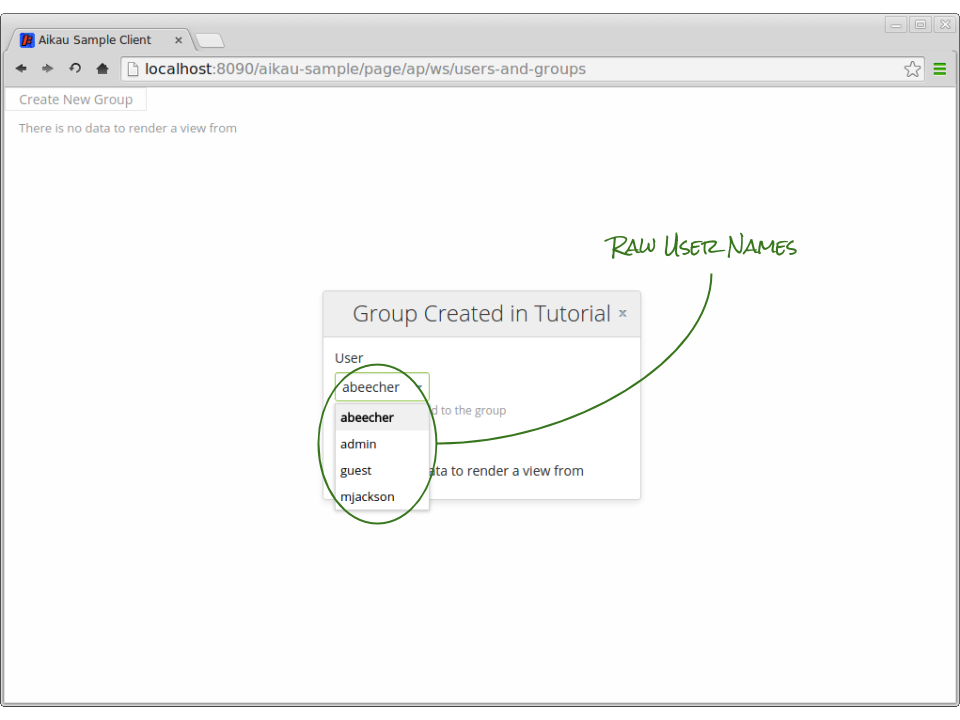 Aikau Sample Client
localhost:8090/aikau-sample/page/ap/ws/users-and-groups
Create New Group
There is no data to render a view from
Raw User Names
Group Created in Tutorial x
User
abeecher
d to the group
abeecher
admin
guest
ata to render a view from
mjackson